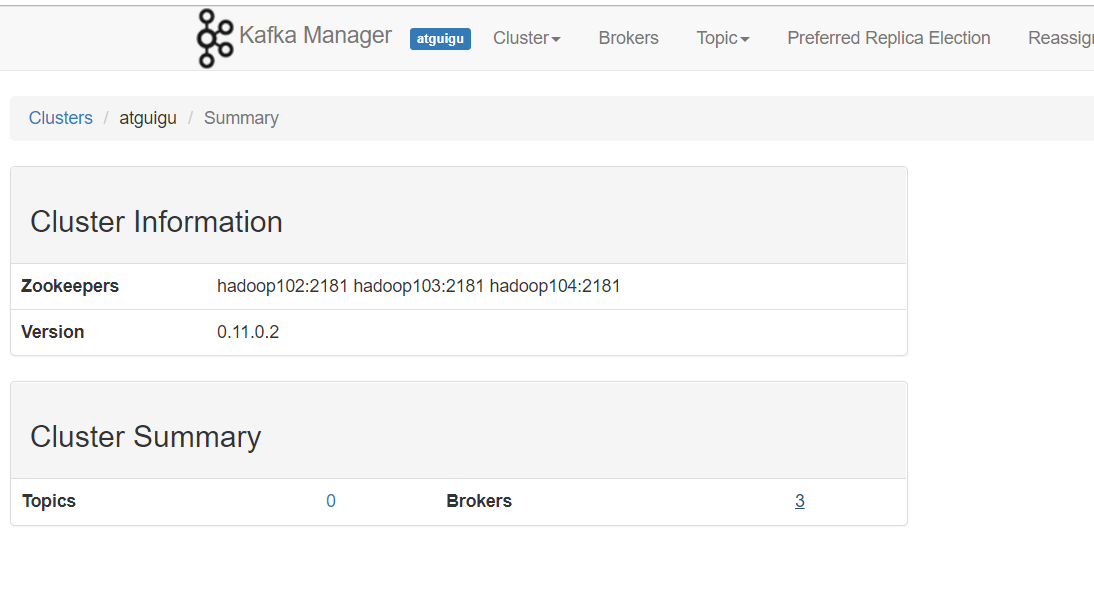 Kafka Manager atguigu Cluster Brokers Topic Preferred Replica Election Reassig
Clusters / atguigu / Summary
Cluster Information
Zookeepers hadoop102:2181 hadoop103:2181 hadoop104:2181
Version 0.11.0.2
Cluster Summary
Topics 0 Brokers 3